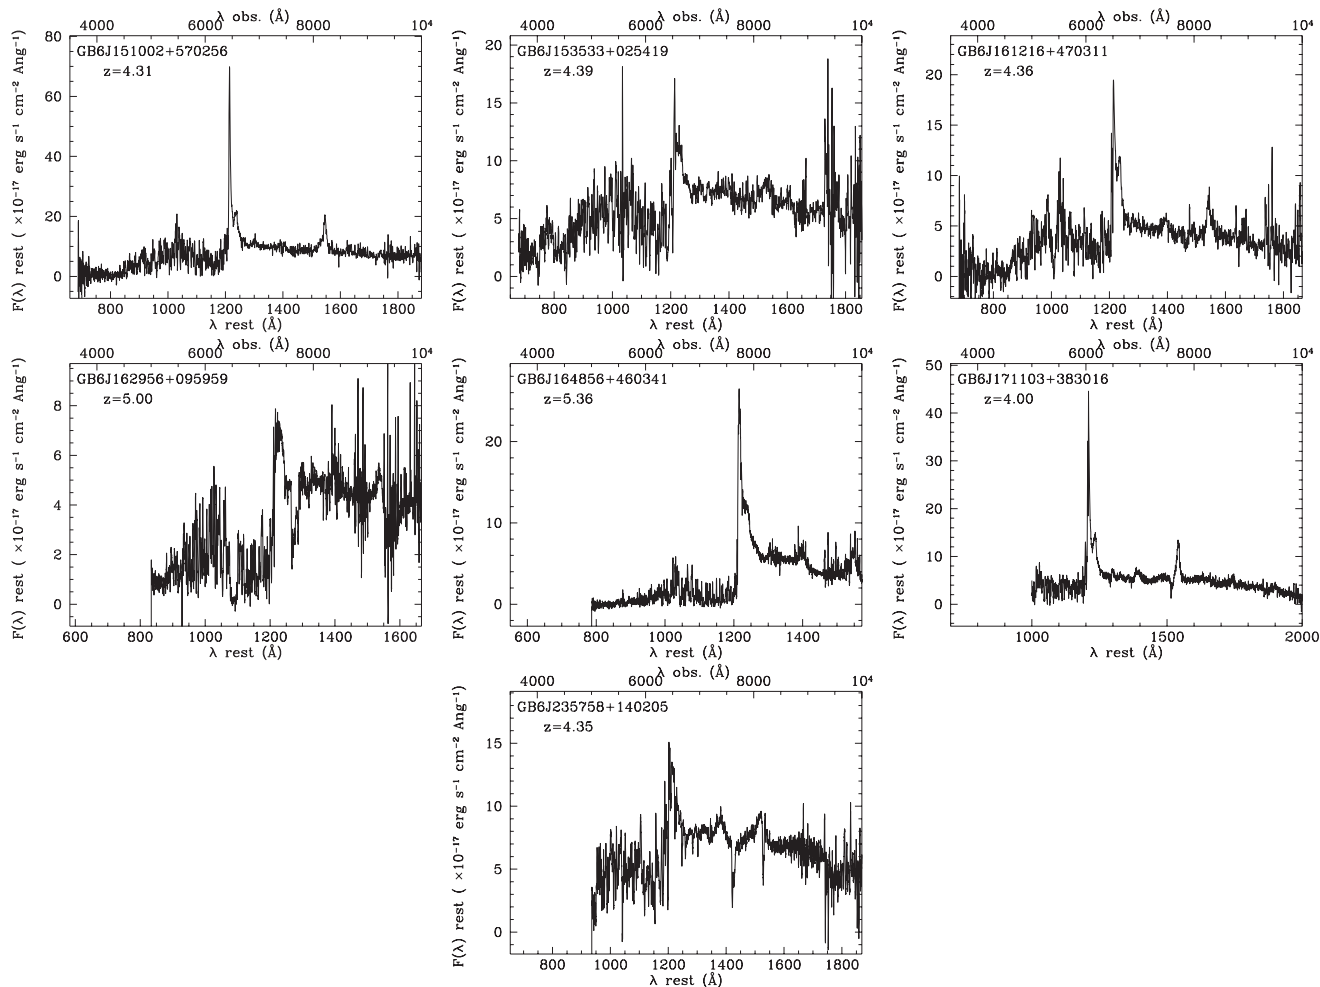 λ obs. (Å)
4000 6000 8000 10⁴
GB6J151002+570256
z=4.31
F(λ) rest ( ×10⁻¹⁷ erg s⁻¹ cm⁻² Ang⁻¹)
80
60
40
20
0
800 1000 1200 1400 1600 1800
λ rest (Å)
λ obs. (Å)
4000 6000 8000 10⁴
GB6J153533+025419
z=4.39
F(λ) rest ( ×10⁻¹⁷ erg s⁻¹ cm⁻² Ang⁻¹)
20
15
10
5
0
800 1000 1200 1400 1600 1800
λ rest (Å)
λ obs. (Å)
4000 6000 8000 10⁴
GB6J161216+470311
z=4.36
F(λ) rest ( ×10⁻¹⁷ erg s⁻¹ cm⁻² Ang⁻¹)
20
15
10
5
0
800 1000 1200 1400 1600 1800
λ rest (Å)
λ obs. (Å)
4000 6000 8000 10⁴
GB6J162956+095959
z=5.00
F(λ) rest ( ×10⁻¹⁷ erg s⁻¹ cm⁻² Ang⁻¹)
8
6
4
2
0
600 800 1000 1200 1400 1600
λ rest (Å)
λ obs. (Å)
4000 6000 8000 10⁴
GB6J164856+460341
z=5.36
F(λ) rest ( ×10⁻¹⁷ erg s⁻¹ cm⁻² Ang⁻¹)
20
10
0
600 800 1000 1200 1400
λ rest (Å)
λ obs. (Å)
4000 6000 8000 10⁴
GB6J171103+383016
z=4.00
F(λ) rest ( ×10⁻¹⁷ erg s⁻¹ cm⁻² Ang⁻¹)
50
40
30
20
10
0
1000 1500 2000
λ rest (Å)
λ obs. (Å)
4000 6000 8000 10⁴
GB6J235758+140205
z=4.35
F(λ) rest ( ×10⁻¹⁷ erg s⁻¹ cm⁻² Ang⁻¹)
15
10
5
0
800 1000 1200 1400 1600 1800
λ rest (Å)